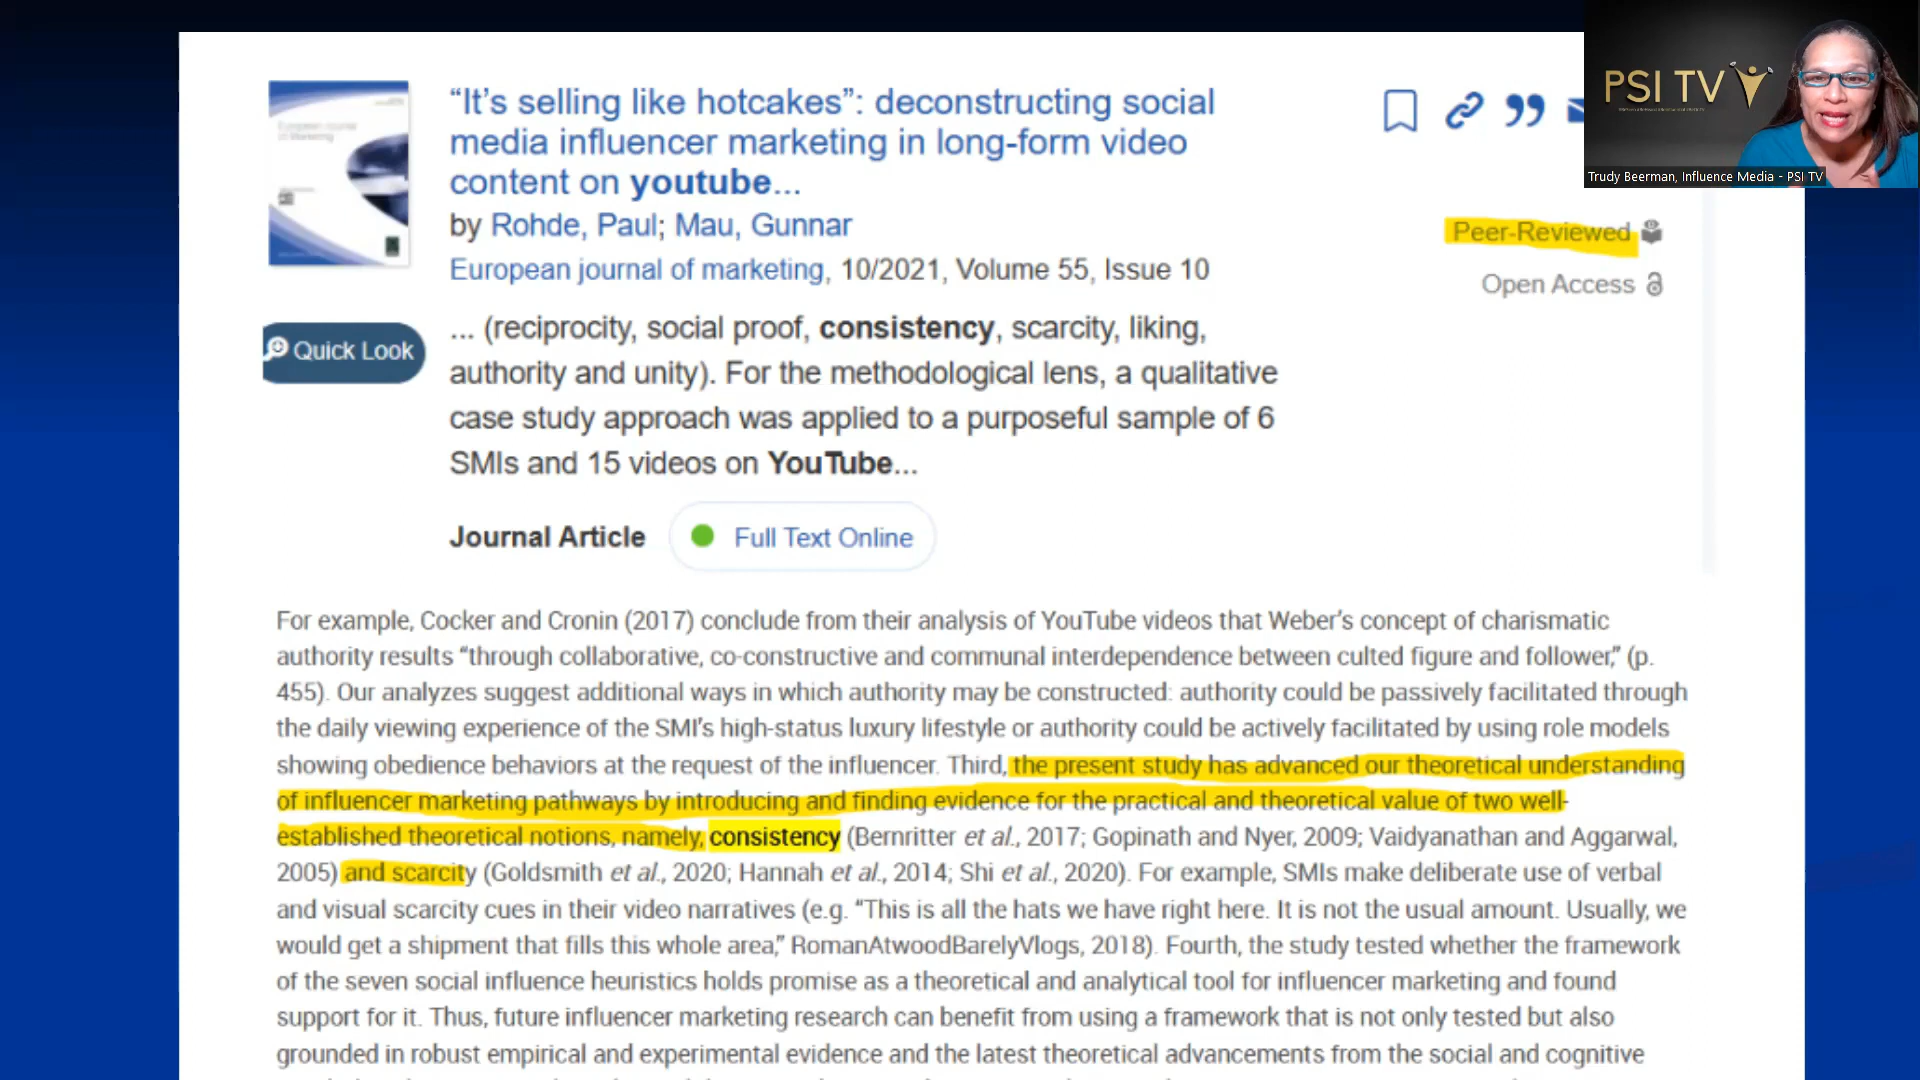 “It’s selling like hotcakes”: deconstructing social
media influencer marketing in long-form video
content on youtube...
by Rohde, Paul; Mau, Gunnar
European journal of marketing, 10/2021, Volume 55, Issue 10
PSI TV
Trudy Beerman, Influence Media - PSI TV
Peer-Reviewed
Open Access
Quick Look
... (reciprocity, social proof, consistency, scarcity, liking,
authority and unity). For the methodological lens, a qualitative
case study approach was applied to a purposeful sample of 6
SMIs and 15 videos on YouTube...
Journal Article
Full Text Online
For example, Cocker and Cronin (2017) conclude from their analysis of YouTube videos that Weber’s concept of charismatic
authority results “through collaborative, co-constructive and communal interdependence between culted figure and follower,” (p.
455). Our analyzes suggest additional ways in which authority may be constructed: authority could be passively facilitated through
the daily viewing experience of the SMI’s high-status luxury lifestyle or authority could be actively facilitated by using role models
showing obedience behaviors at the request of the influencer. Third, the present study has advanced our theoretical understanding
of influencer marketing pathways by introducing and finding evidence for the practical and theoretical value of two well-
established theoretical notions, namely, consistency (Bernritter et al., 2017; Gopinath and Nyer, 2009; Vaidyanathan and Aggarwal,
2005) and scarcity (Goldsmith et al., 2020; Hannah et al., 2014; Shi et al., 2020). For example, SMIs make deliberate use of verbal
and visual scarcity cues in their video narratives (e.g. “This is all the hats we have right here. It is not the usual amount. Usually, we
would get a shipment that fills this whole area,” RomanAtwoodBarelyVlogs, 2018). Fourth, the study tested whether the framework
of the seven social influence heuristics holds promise as a theoretical and analytical tool for influencer marketing and found
support for it. Thus, future influencer marketing research can benefit from using a framework that is not only tested but also
grounded in robust empirical and experimental evidence and the latest theoretical advancements from the social and cognitive